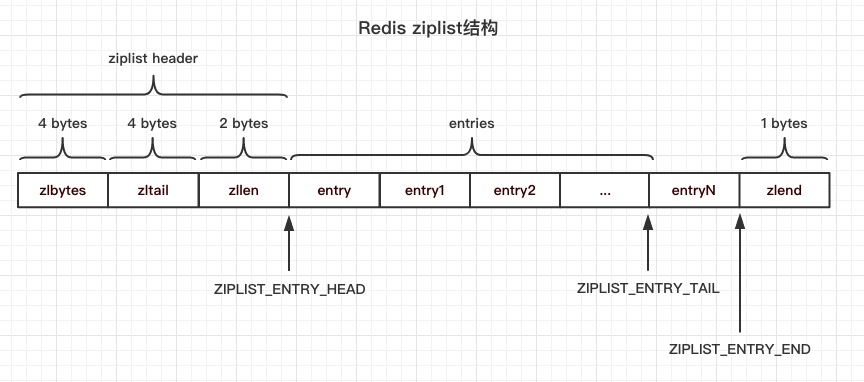 Redis ziplist结构
ziplist header
4 bytes
4 bytes
2 bytes
entries
1 bytes
zlbytes
zltail
zllen
entry
entry1
entry2
...
entryN
zlend
ZIPLIST_ENTRY_HEAD
ZIPLIST_ENTRY_TAIL
ZIPLIST_ENTRY_END